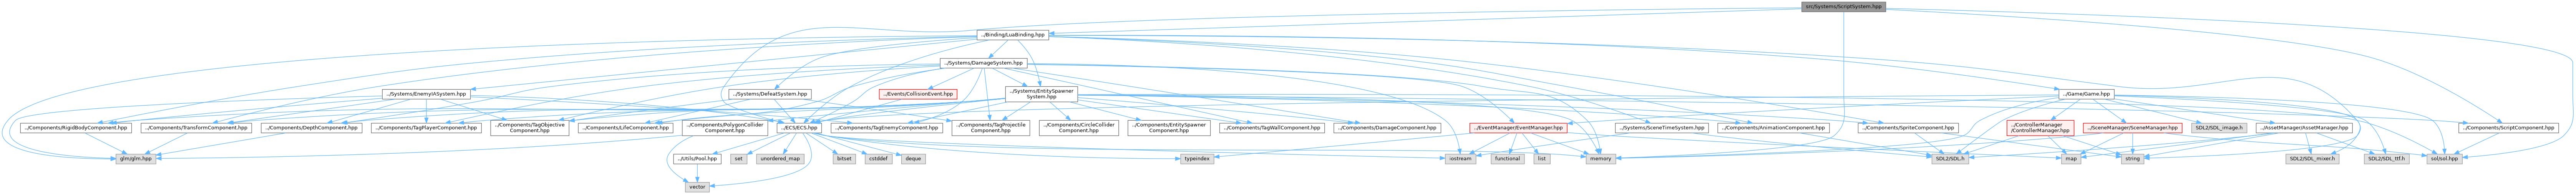 src/Systems/ScriptSystem.hpp
../Binding/LuaBinding.hpp
../Systems/DamageSystem.hpp
../Systems/EnemyIASystem.hpp
../Systems/DefeatSystem.hpp
../Events/CollisionEvent.hpp
../Systems/EntitySpawner
System.hpp
../Game/Game.hpp
../Components/RigidBodyComponent.hpp
../Components/TransformComponent.hpp
../Components/DepthComponent.hpp
../Components/TagPlayerComponent.hpp
../Components/TagObjective
Component.hpp
../Components/LifeComponent.hpp
../Components/PolygonCollider
Component.hpp
../ECS/ECS.hpp
../Components/TagEnemyComponent.hpp
../Components/TagProjectile
Component.hpp
../Components/CircleCollider
Component.hpp
../Components/EntitySpawner
Component.hpp
../Components/TagWallComponent.hpp
../Components/DamageComponent.hpp
../EventManager/EventManager.hpp
../Systems/SceneTimeSystem.hpp
../Components/AnimationComponent.hpp
../Components/SpriteComponent.hpp
../ControllerManager
/ControllerManager.hpp
../SceneManager/SceneManager.hpp
SDL2/SDL_image.h
../AssetManager/AssetManager.hpp
../Components/ScriptComponent.hpp
glm/glm.hpp
../Utils/Pool.hpp
set
unordered_map
bitset
cstddef
deque
typeindex
iostream
functional
list
memory
SDL2/SDL.h
map
string
SDL2/SDL_mixer.h
SDL2/SDL_ttf.h
sol/sol.hpp
vector